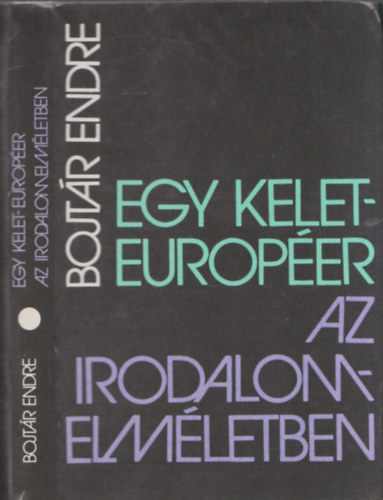 EGY KELET-EUROPÉER
AZ IRODALOMELMÉLETBEN
BOJTÁR ENDRE
BOJTÁR ENDRE
EGY KELET-
EUROPÉER
AZ
IRODALOM-
ELMÉLETBEN